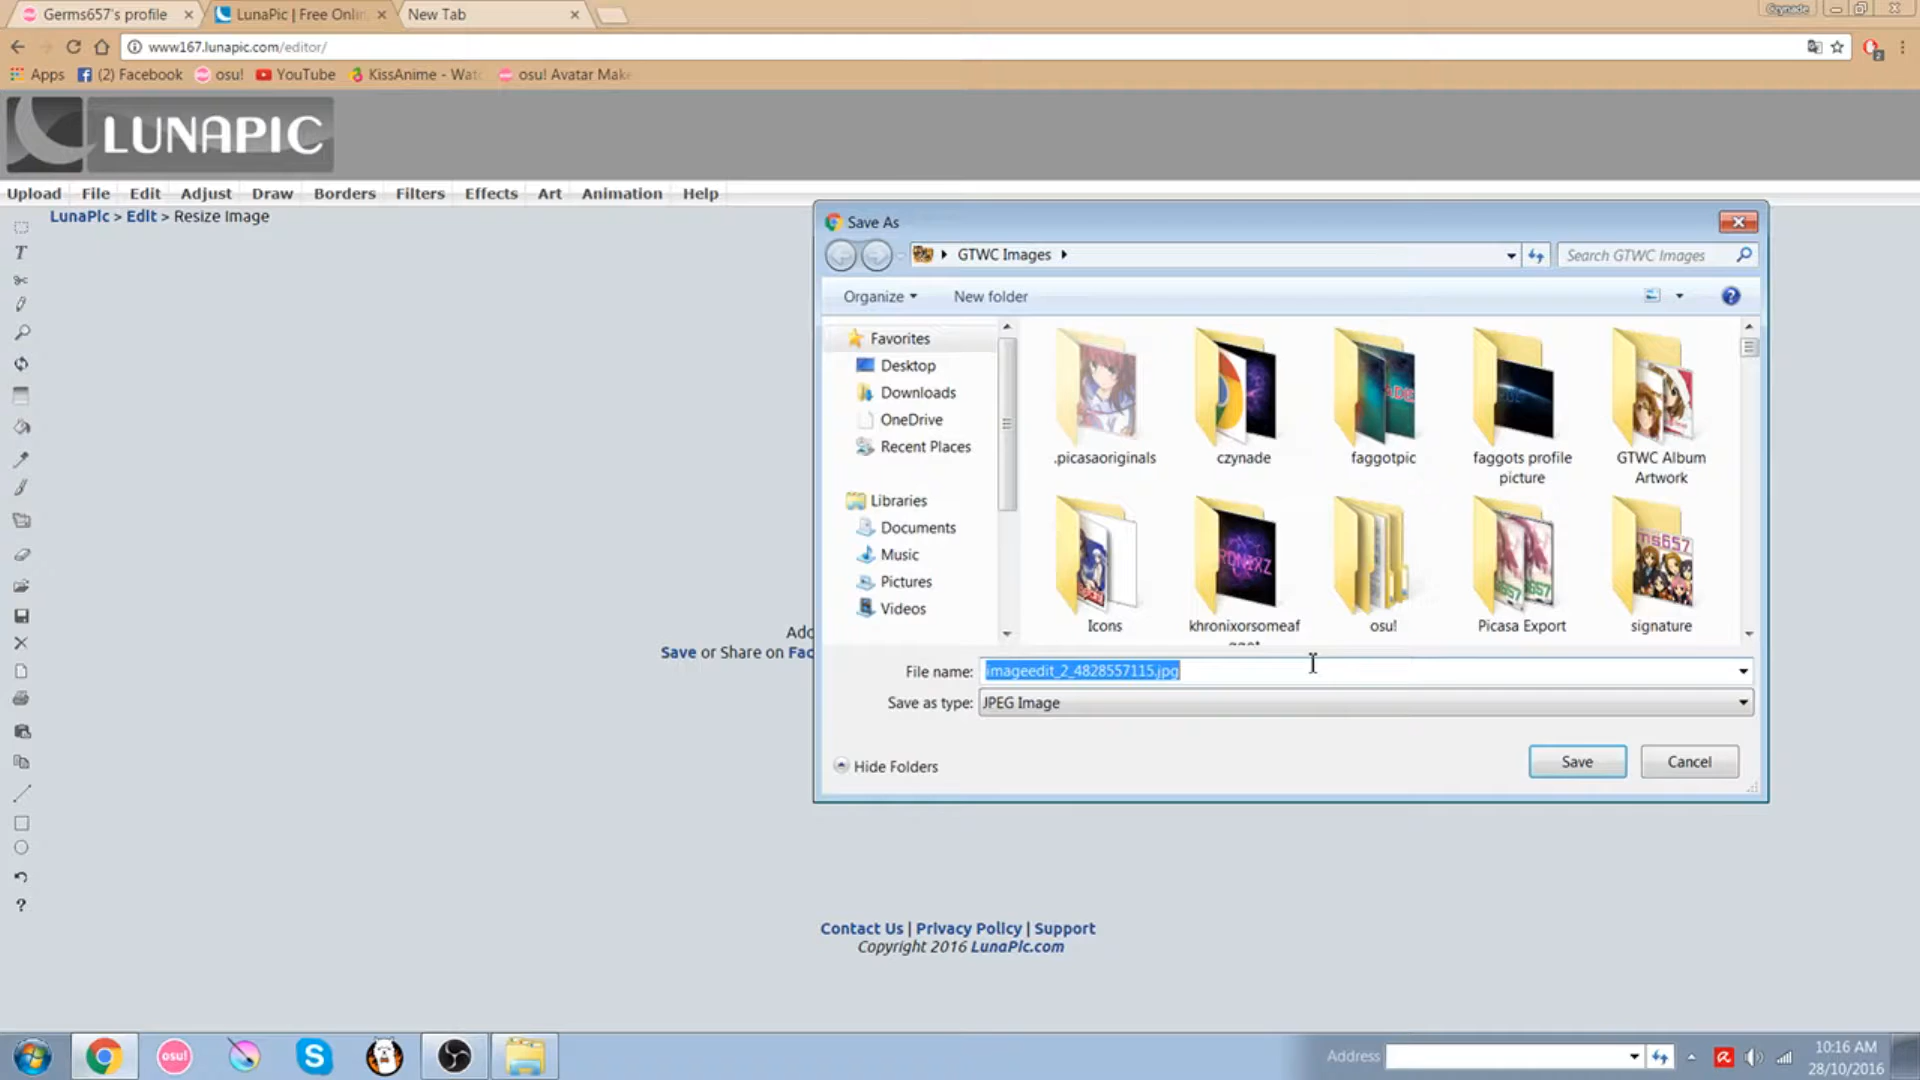 Germs657's profile
LunaPic | Free Onlin
New Tab
Czynade
www167.lunapic.com/editor/
Apps
(2) Facebook
osu!
YouTube
KissAnime - Wat
osu! Avatar Make
LUNAPIC
Upload File Edit Adjust Draw Borders Filters Effects Art Animation Help
LunaPic > Edit > Resize Image
Save As
GTWC Images
Search GTWC Images
Organize
New folder
Favorites
Desktop
Downloads
OneDrive
Recent Places
Libraries
Documents
Music
Pictures
Videos
.picasaoriginals
czynade
faggotpic
faggots profile
picture
GTWC Album
Artwork
Icons
khronixorsomeaf
ggot
osu!
Picasa Export
signature
Add
Save or Share on Fac
File name: imageedit_2_4828557115.jpg
Save as type: JPEG Image
Hide Folders
Save
Cancel
Contact Us | Privacy Policy | Support
Copyright 2016 LunaPic.com
osu!
Address
10:16 AM
28/10/2016